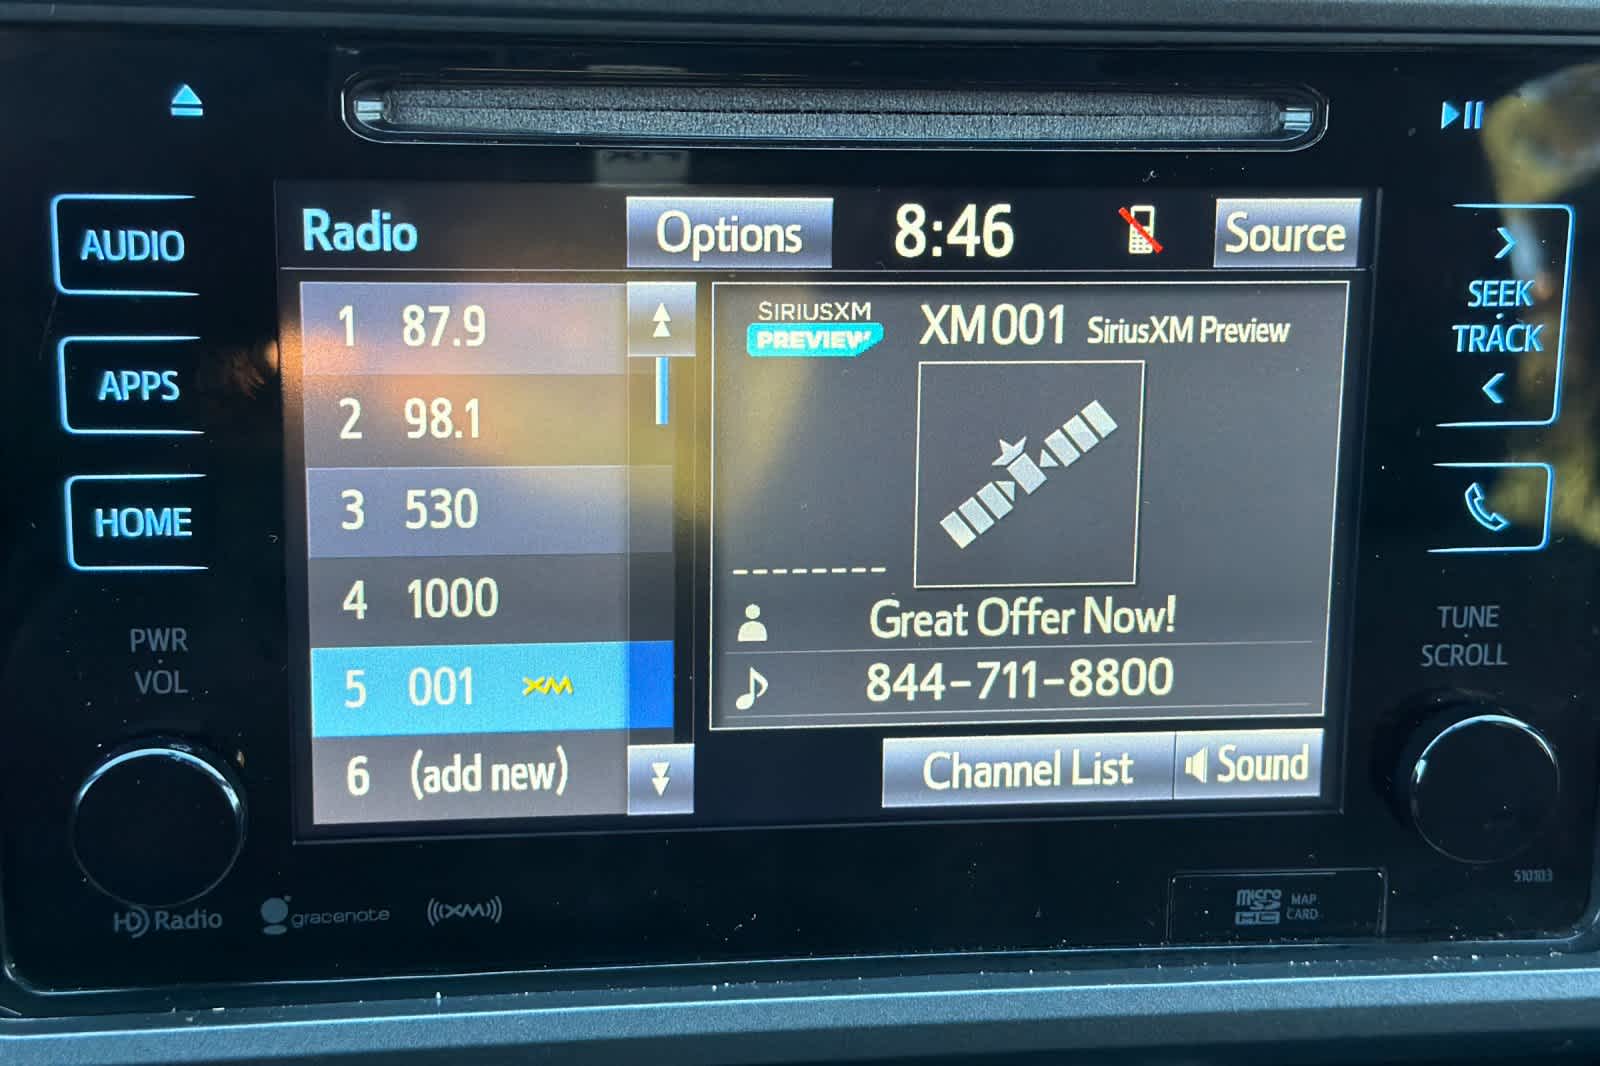 AUDIO
APPS
HOME
PWR
VOL
Radio
Options
8:46
Source
1 87.9
2 98.1
3 530
4 1000
5 001 XM
6 (add new)
SIRIUSXM
PREVIEW
XM001 SiriusXM Preview
--------
Great Offer Now!
844-711-8800
Channel List
Sound
SEEK
TRACK
TUNE
SCROLL
510103
HD Radio
gracenote
((XM))
micro
SD
HC
MAP
CARD